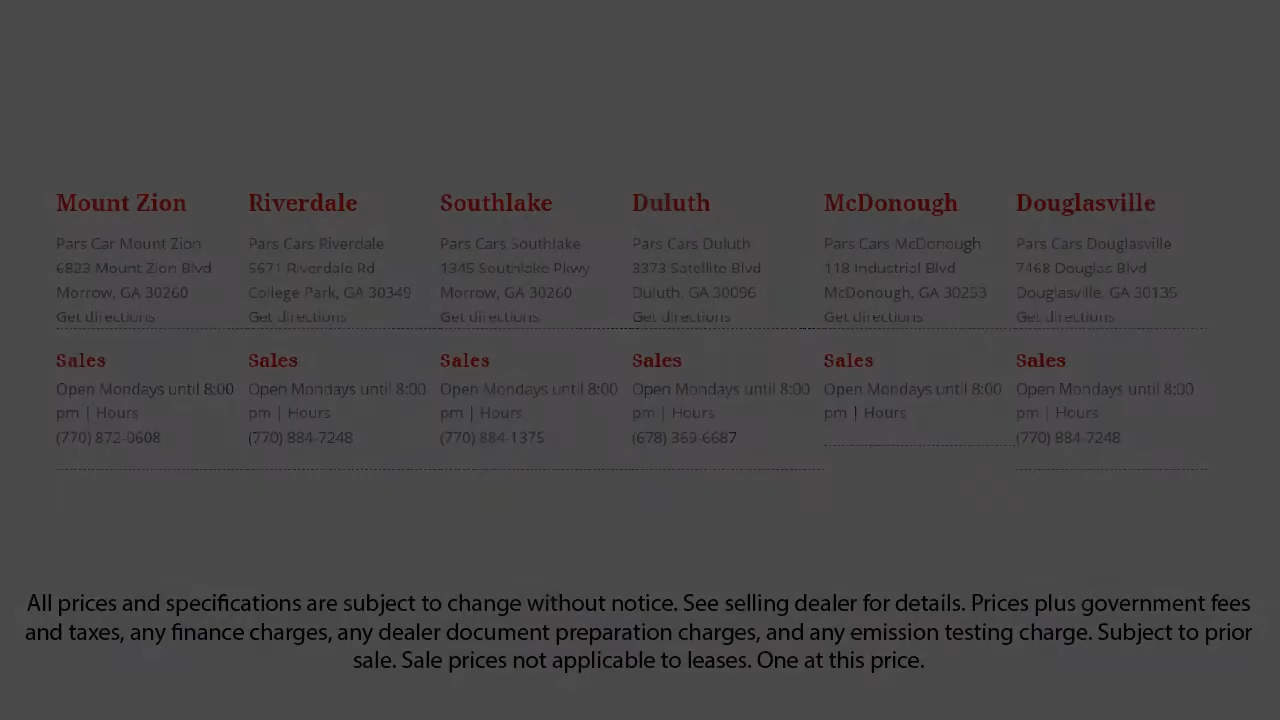 Mount Zion
Pars Car Mount Zion
6823 Mount Zion Blvd
Morrow, GA 30260
Get directions
Sales
Open Mondays until 8:00
pm | Hours
(770) 872-0608
Riverdale
Pars Cars Riverdale
5671 Riverdale Rd
College Park, GA 30349
Get directions
Sales
Open Mondays until 8:00
pm | Hours
(770) 884-7248
Southlake
Pars Cars Southlake
1345 Southlake Pkwy
Morrow, GA 30260
Get directions
Sales
Open Mondays until 8:00
pm | Hours
(770) 884-1375
Duluth
Pars Cars Duluth
3373 Satellite Blvd
Duluth, GA 30096
Get directions
Sales
Open Mondays until 8:00
pm | Hours
(678) 369-6687
McDonough
Pars Cars McDonough
118 Industrial Blvd
McDonough, GA 30253
Get directions
Sales
Open Mondays until 8:00
pm | Hours
Douglasville
Pars Cars Douglasville
7468 Douglas Blvd
Douglasville, GA 30135
Get directions
Sales
Open Mondays until 8:00
pm | Hours
(770) 884-7248
All prices and specifications are subject to change without notice. See selling dealer for details. Prices plus government fees
and taxes, any finance charges, any dealer document preparation charges, and any emission testing charge. Subject to prior
sale. Sale prices not applicable to leases. One at this price.